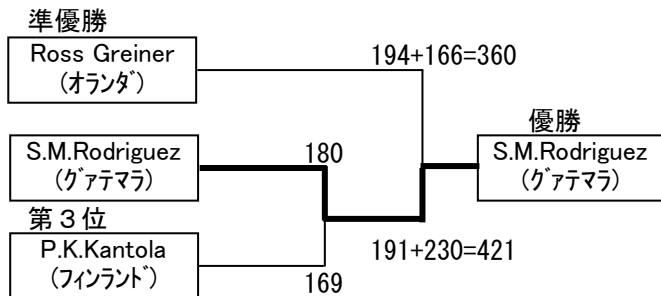 準優勝
Ross Greiner
(オランダ)
194+166=360
優勝
S.M.Rodriguez
(グァテマラ)
180
S.M.Rodriguez
(グァテマラ)
第3位
P.K.Kantola
(フィンランド)
191+230=421
169